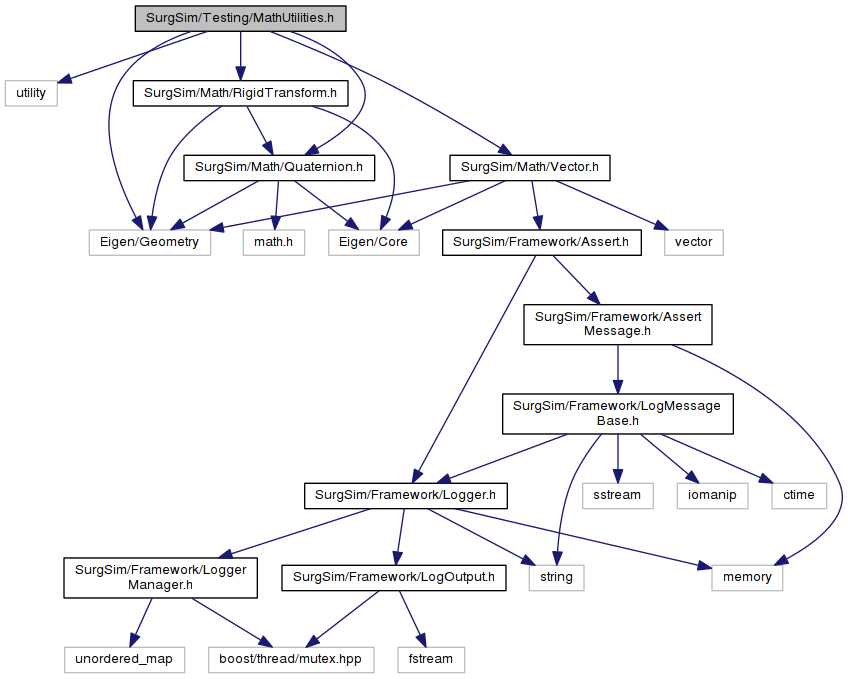 SurgSim/Testing/MathUtilities.h
utility
SurgSim/Math/RigidTransform.h
SurgSim/Math/Quaternion.h
SurgSim/Math/Vector.h
Eigen/Geometry
math.h
Eigen/Core
SurgSim/Framework/Assert.h
vector
SurgSim/Framework/Assert
Message.h
SurgSim/Framework/LogMessage
Base.h
SurgSim/Framework/Logger.h
sstream
iomanip
ctime
SurgSim/Framework/Logger
Manager.h
SurgSim/Framework/LogOutput.h
string
memory
unordered_map
boost/thread/mutex.hpp
fstream